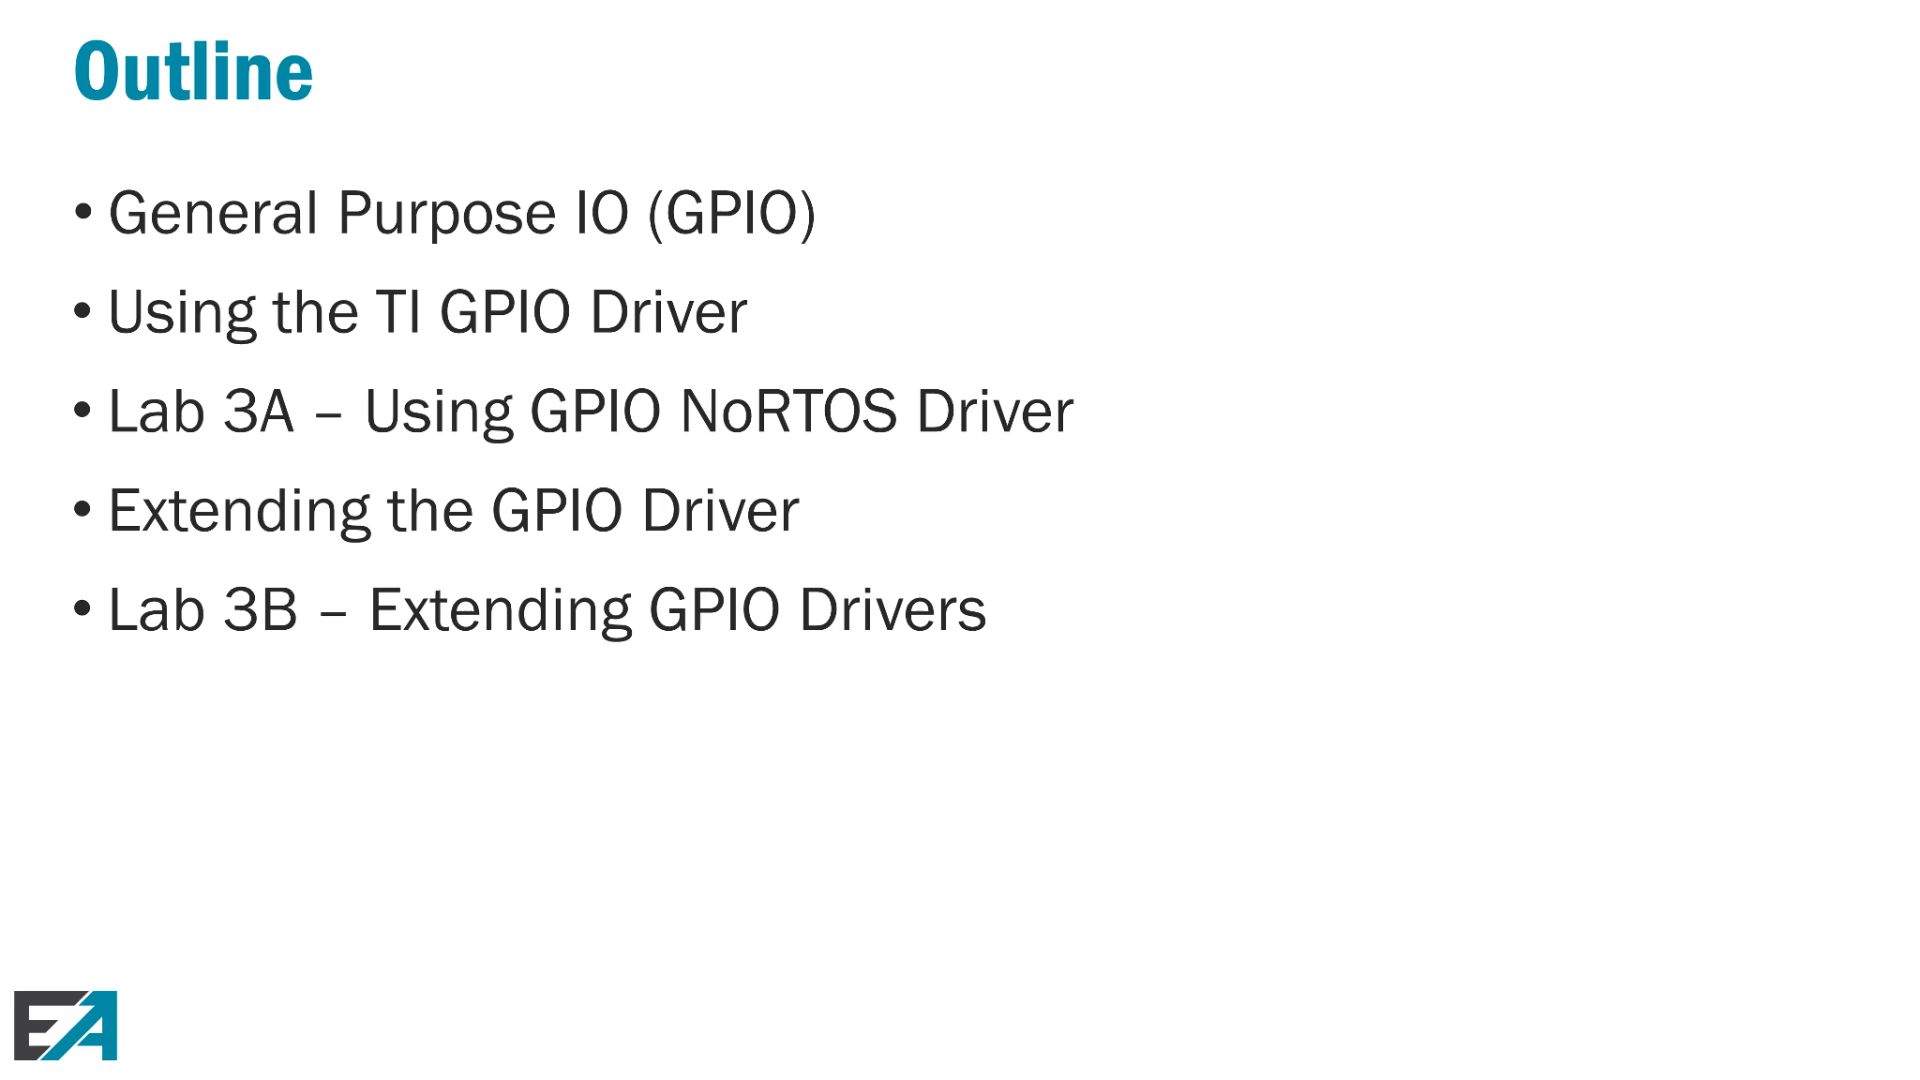 Outline
• General Purpose IO (GPIO)
• Using the TI GPIO Driver
• Lab 3A – Using GPIO NoRTOS Driver
• Extending the GPIO Driver
• Lab 3B – Extending GPIO Drivers
EA